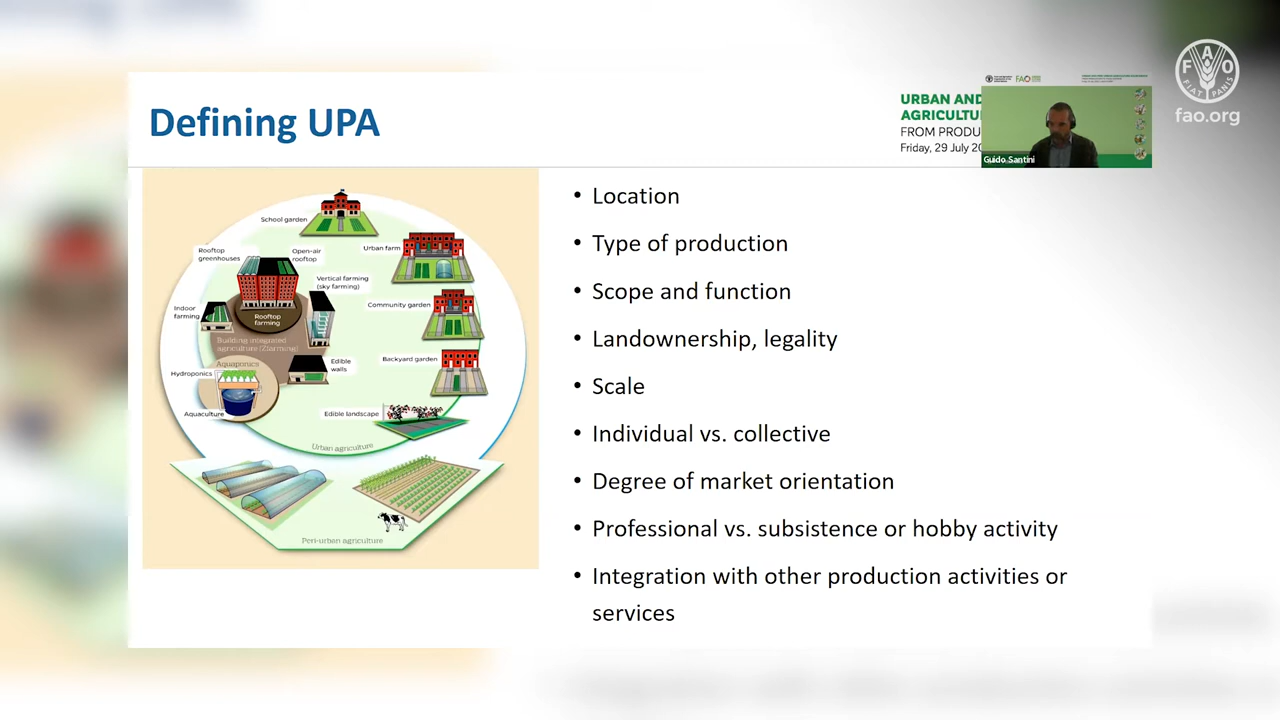 Defining UPA
URBAN AND
AGRICULTU
FROM PRODU
Friday, 29 July 20
Guido Santini
FAO
FAO
FIAT PANIS
fao.org
School garden
Rooftop
greenhouses
Open-air
rooftop
Urban farm
Vertical farming
(sky farming)
Indoor
farming
Rooftop
farming
Community garden
Building integrated
agriculture (Zfarming)
Aquaponics
Hydroponics
Edible
walls
Backyard garden
Aquaculture
Edible landscape
Urban agriculture
Peri-urban agriculture
• Location
• Type of production
• Scope and function
• Landownership, legality
• Scale
• Individual vs. collective
• Degree of market orientation
• Professional vs. subsistence or hobby activity
• Integration with other production activities or
services